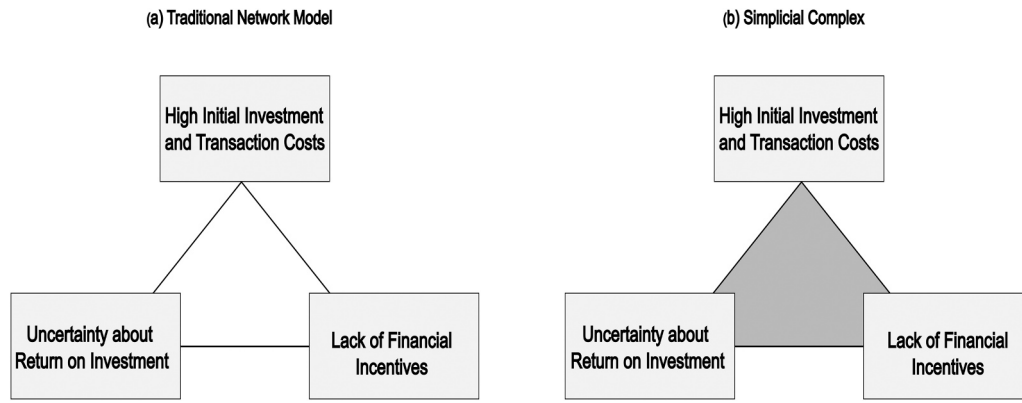 (a) Traditional Network Model
High Initial Investment
and Transaction Costs
Uncertainty about
Return on Investment
Lack of Financial
Incentives
(b) Simplicial Complex
High Initial Investment
and Transaction Costs
Uncertainty about
Return on Investment
Lack of Financial
Incentives